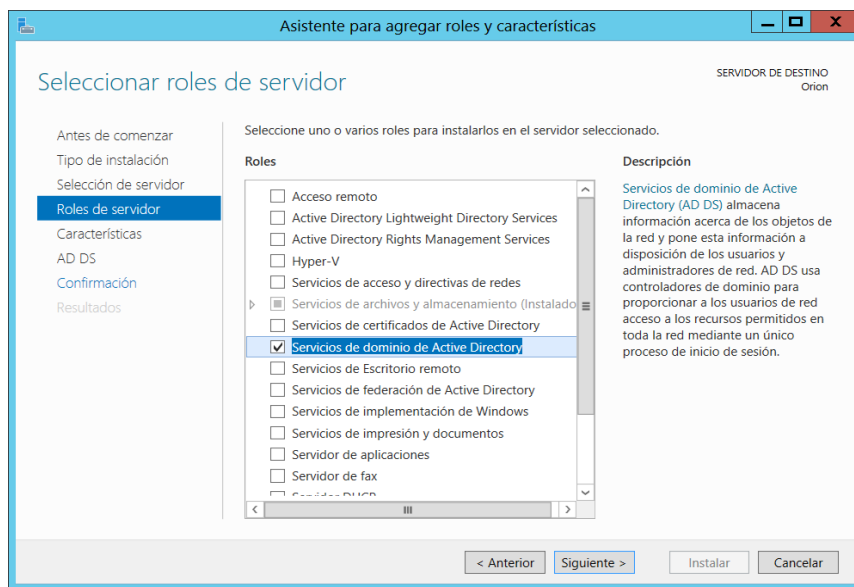 Asistente para agregar roles y características
Seleccionar roles de servidor
SERVIDOR DE DESTINO
Orion
Antes de comenzar
Tipo de instalación
Selección de servidor
Roles de servidor
Características
AD DS
Confirmación
Resultados
Seleccione uno o varios roles para instalarlos en el servidor seleccionado.
Roles
Acceso remoto
Active Directory Lightweight Directory Services
Active Directory Rights Management Services
Hyper-V
Servicios de acceso y directivas de redes
Servicios de archivos y almacenamiento (Instalado
Servicios de certificados de Active Directory
Servicios de dominio de Active Directory
Servicios de Escritorio remoto
Servicios de federación de Active Directory
Servicios de implementación de Windows
Servicios de impresión y documentos
Servidor de aplicaciones
Servidor de fax
Servidor DHCP
Descripción
Servicios de dominio de Active
Directory (AD DS) almacena
información acerca de los objetos de
la red y pone esta información a
disposición de los usuarios y
administradores de red. AD DS usa
controladores de dominio para
proporcionar a los usuarios de red
acceso a los recursos permitidos en
toda la red mediante un único
proceso de inicio de sesión.
< Anterior
Siguiente >
Instalar
Cancelar